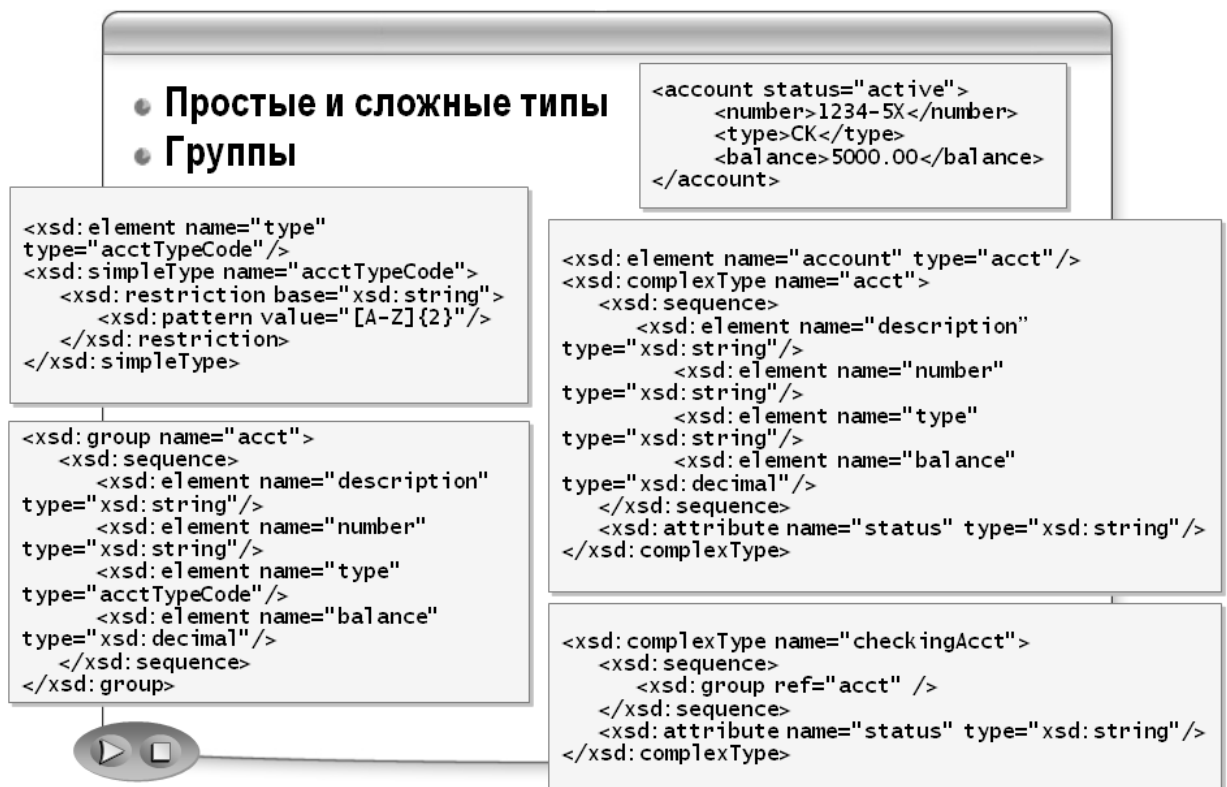 Простые и сложные типы
Группы
<account status="active">
<number>1234-5X</number>
<type>CK</type>
<balance>5000.00</balance>
</account>
<xsd:element name="type"
type="acctTypeCode"/>
<xsd:simpleType name="acctTypeCode">
<xsd:restriction base="xsd:string">
<xsd:pattern value="[A-Z]{2}"/>
</xsd:restriction>
</xsd:simpleType>
<xsd:group name="acct">
<xsd:sequence>
<xsd:element name="description"
type="xsd:string"/>
<xsd:element name="number"
type="xsd:string"/>
<xsd:element name="type"
type="acctTypeCode"/>
<xsd:element name="balance"
type="xsd:decimal"/>
</xsd:sequence>
</xsd:group>
<xsd:element name="account" type="acct"/>
<xsd:complexType name="acct">
<xsd:sequence>
<xsd:element name="description”
type="xsd:string"/>
<xsd:element name="number"
type="xsd:string"/>
<xsd:element name="type"
type="xsd:string"/>
<xsd:element name="balance"
type="xsd:decimal"/>
</xsd:sequence>
<xsd:attribute name="status" type="xsd:string"/>
</xsd:complexType>
<xsd:complexType name="checkingAcct">
<xsd:sequence>
<xsd:group ref="acct" />
</xsd:sequence>
<xsd:attribute name="status" type="xsd:string"/>
</xsd:complexType>